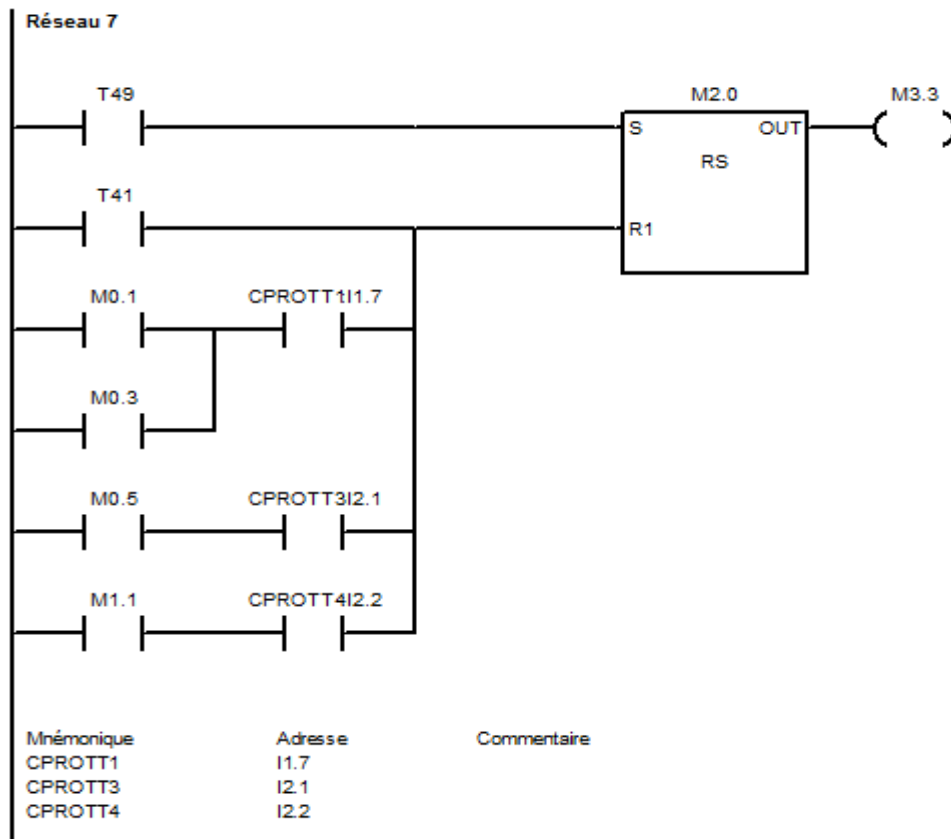 Réseau 7
T49
M2.0 M3.3
S OUT
RS
T41
R1
M0.1 CPROTT1I1.7
M0.3
M0.5 CPROTT3I2.1
M1.1 CPROTT4I2.2
Mnémonique Adresse Commentaire
CPROTT1 I1.7
CPROTT3 I2.1
CPROTT4 I2.2